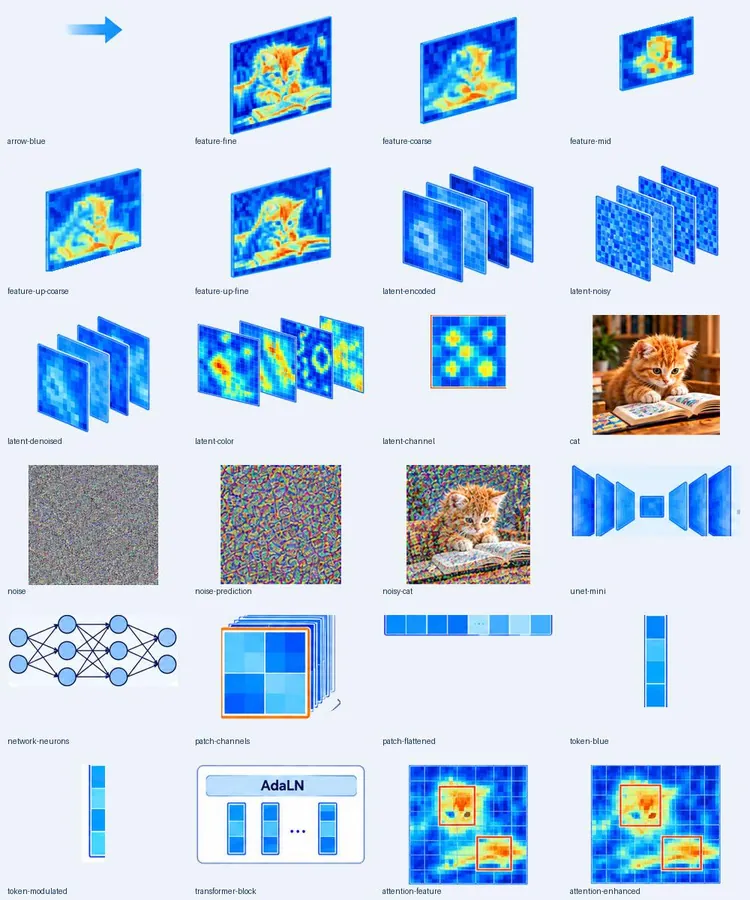 arrow-blue
feature-fine
feature-coarse
feature-mid
feature-up-coarse
feature-up-fine
latent-encoded
latent-noisy
latent-denoised
latent-color
latent-channel
cat
noise
noise-prediction
noisy-cat
unet-mini
network-neurons
patch-channels
patch-flattened
token-blue
AdaLN
...
token-modulated
transformer-block
attention-feature
attention-enhanced